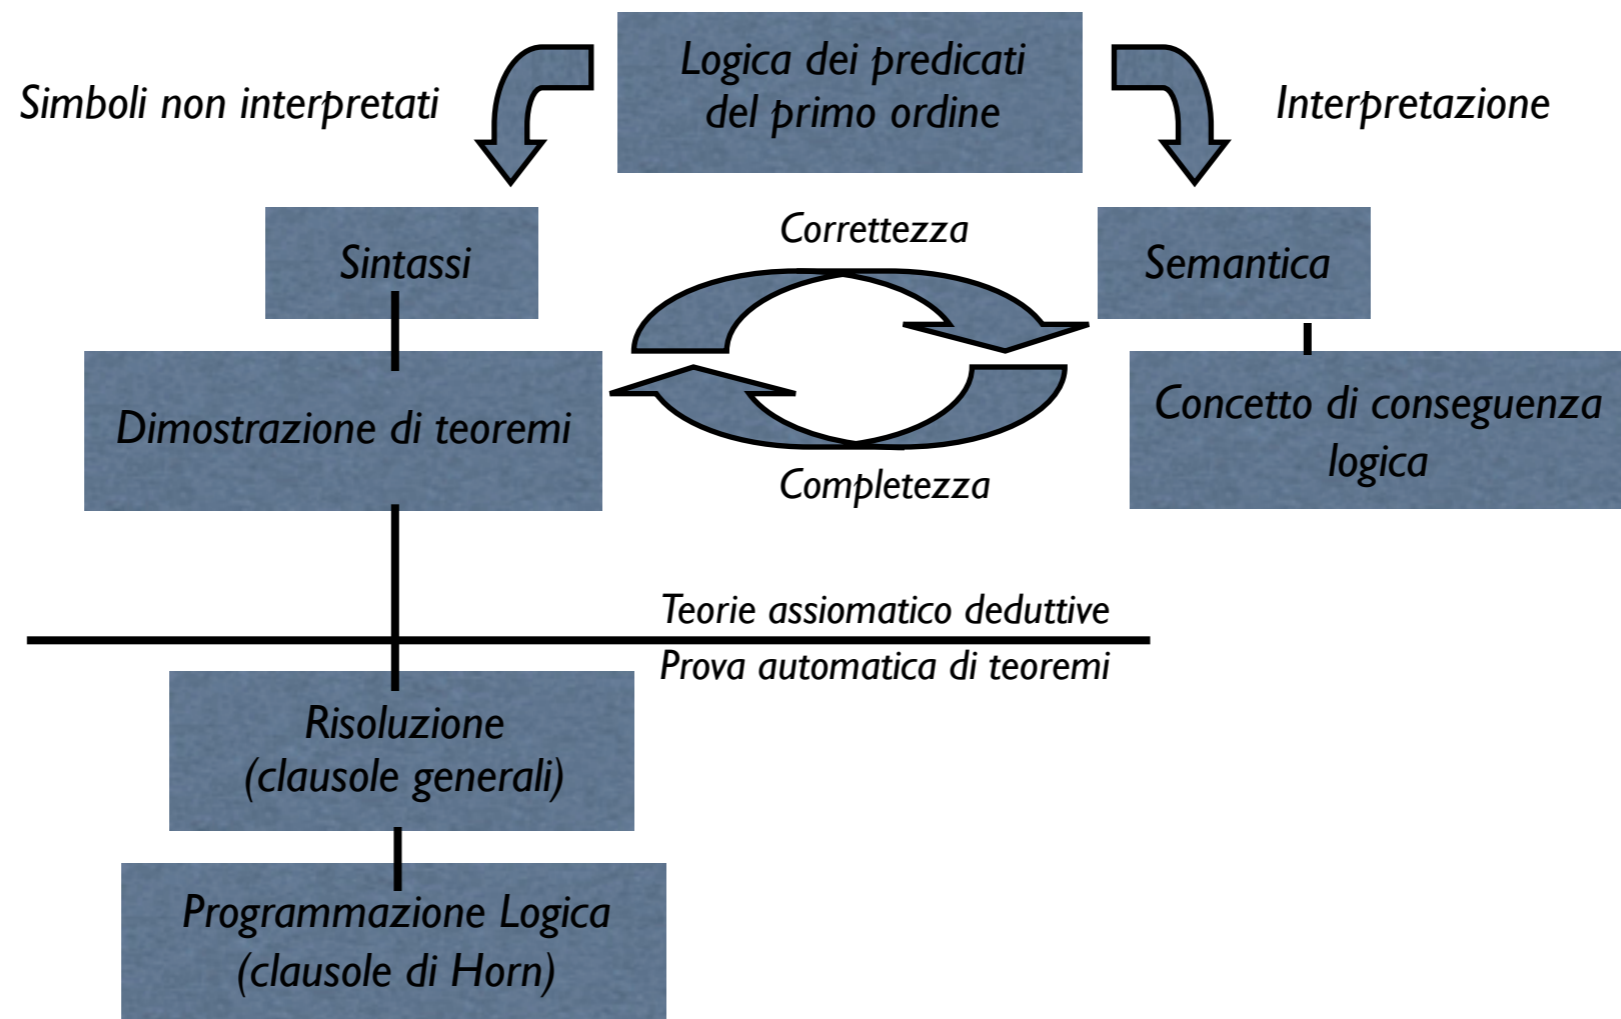 Logica dei predicati
del primo ordine
Simboli non interpretati
Interpretazione
Sintassi
Correttezza
Semantica
Dimostrazione di teoremi
Concetto di conseguenza
logica
Completezza
Teorie assiomatico deduttive
Prova automatica di teoremi
Risoluzione
(clausole generali)
Programmazione Logica
(clausole di Horn)